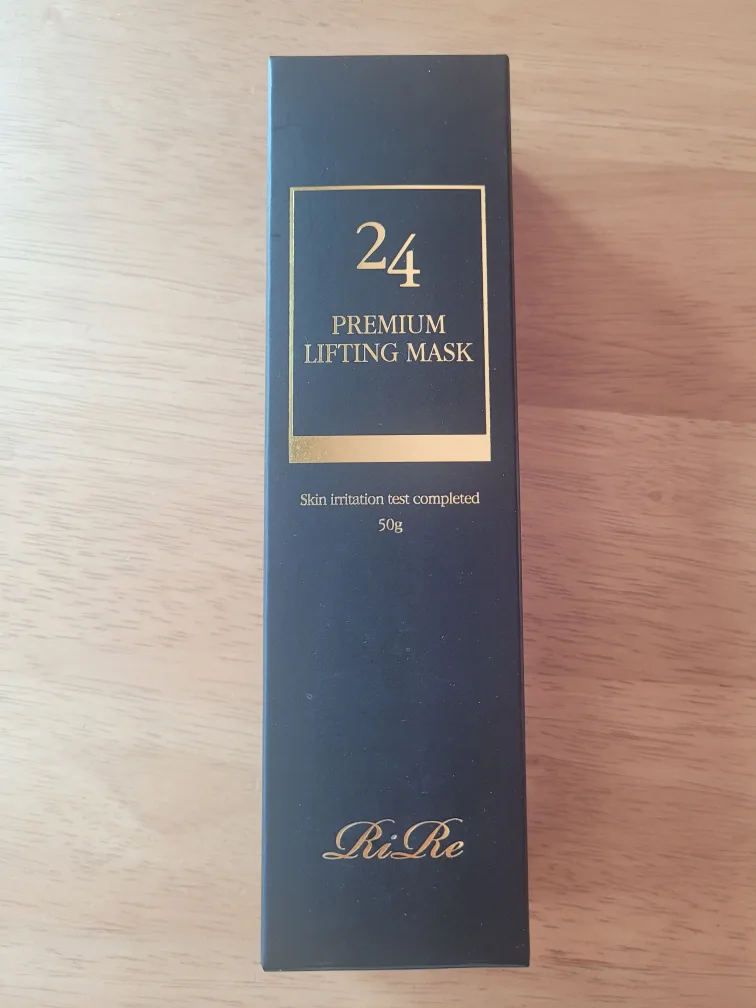 24
PREMIUM
LIFTING MASK
Skin irritation test completed
50g
RiRe